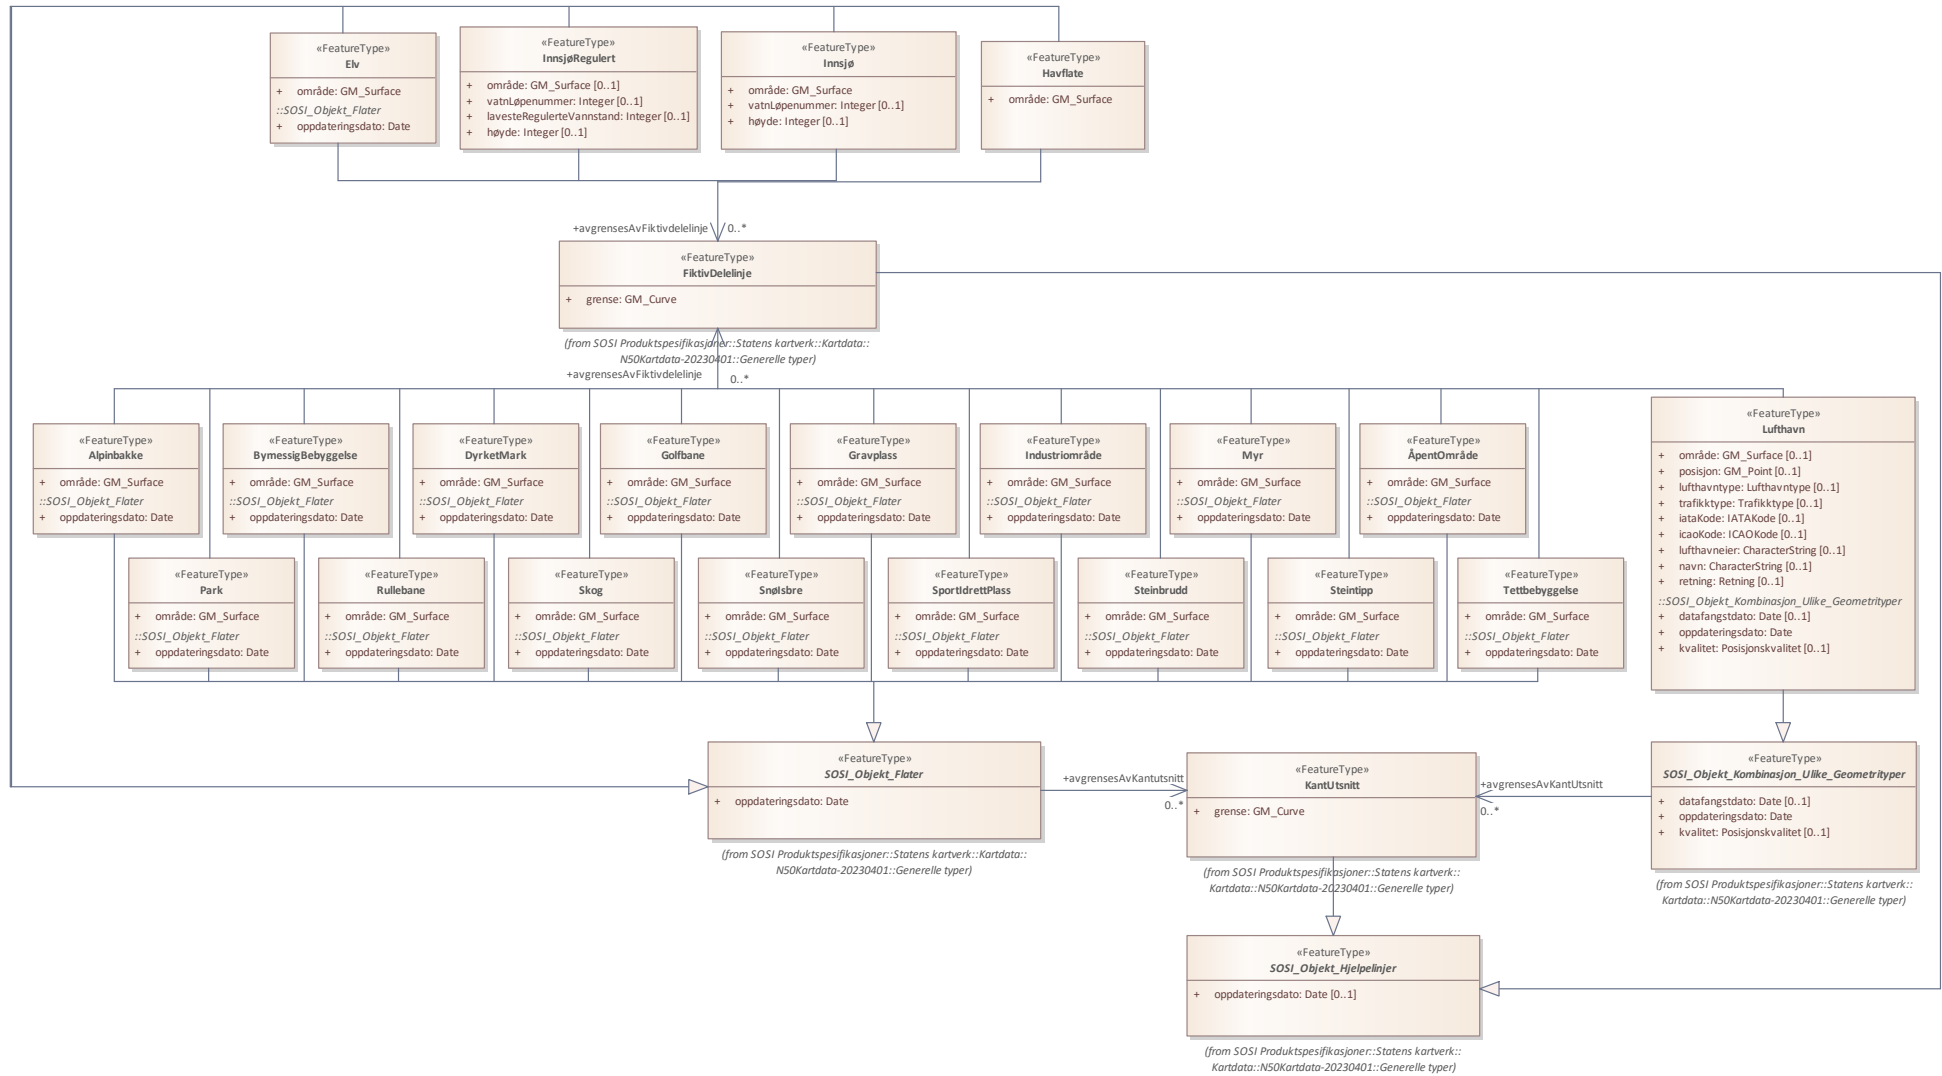 «FeatureType»
Elv
+ område: GM_Surface
::SOSI_Objekt_Flater
+ oppdateringsdato: Date
«FeatureType»
InnsjøRegulert
+ område: GM_Surface [0..1]
+ vatnLøpenummer: Integer [0..1]
+ lavesteRegulerteVannstand: Integer [0..1]
+ høyde: Integer [0..1]
«FeatureType»
Innsjø
+ område: GM_Surface
+ vatnLøpenummer: Integer [0..1]
+ høyde: Integer [0..1]
«FeatureType»
Havflate
+ område: GM_Surface
+avgrensesAvFiktivdelelinje
0..*
«FeatureType»
FiktivDelelinje
+ grense: GM_Curve
(from SOSI Produktspesifikasjoner::Statens kartverk::Kartdata::
N50Kartdata-20230401::Generelle typer)
+avgrensesAvFiktivdelelinje
0..*
«FeatureType»
Alpinbakke
+ område: GM_Surface
::SOSI_Objekt_Flater
+ oppdateringsdato: Date
«FeatureType»
BymessigBebyggelse
+ område: GM_Surface
::SOSI_Objekt_Flater
+ oppdateringsdato: Date
«FeatureType»
DyrketMark
+ område: GM_Surface
::SOSI_Objekt_Flater
+ oppdateringsdato: Date
«FeatureType»
Golfbane
+ område: GM_Surface
::SOSI_Objekt_Flater
+ oppdateringsdato: Date
«FeatureType»
Gravplass
+ område: GM_Surface
::SOSI_Objekt_Flater
+ oppdateringsdato: Date
«FeatureType»
Industriområde
+ område: GM_Surface
::SOSI_Objekt_Flater
+ oppdateringsdato: Date
«FeatureType»
Myr
+ område: GM_Surface
::SOSI_Objekt_Flater
+ oppdateringsdato: Date
«FeatureType»
ÅpentOmråde
+ område: GM_Surface
::SOSI_Objekt_Flater
+ oppdateringsdato: Date
«FeatureType»
Lufthavn
+ område: GM_Surface [0..1]
+ posisjon: GM_Point [0..1]
+ lufthavntype: Lufthavntype [0..1]
+ trafikktype: Trafikktype [0..1]
+ iataKode: IATAKode [0..1]
+ icaoKode: ICAOKode [0..1]
+ lufthavneier: CharacterString [0..1]
+ navn: CharacterString [0..1]
+ retning: Retning [0..1]
::SOSI_Objekt_Kombinasjon_Ulike_Geometrityper
+ datafangstdato: Date [0..1]
+ oppdateringsdato: Date
+ kvalitet: Posisjonskvalitet [0..1]
«FeatureType»
Park
+ område: GM_Surface
::SOSI_Objekt_Flater
+ oppdateringsdato: Date
«FeatureType»
Rullebane
+ område: GM_Surface
::SOSI_Objekt_Flater
+ oppdateringsdato: Date
«FeatureType»
Skog
+ område: GM_Surface
::SOSI_Objekt_Flater
+ oppdateringsdato: Date
«FeatureType»
SnøIsbre
+ område: GM_Surface
::SOSI_Objekt_Flater
+ oppdateringsdato: Date
«FeatureType»
SportIdrettPlass
+ område: GM_Surface
::SOSI_Objekt_Flater
+ oppdateringsdato: Date
«FeatureType»
Steinbrudd
+ område: GM_Surface
::SOSI_Objekt_Flater
+ oppdateringsdato: Date
«FeatureType»
Steintipp
+ område: GM_Surface
::SOSI_Objekt_Flater
+ oppdateringsdato: Date
«FeatureType»
Tettbebyggelse
+ område: GM_Surface
::SOSI_Objekt_Flater
+ oppdateringsdato: Date
«FeatureType»
SOSI_Objekt_Flater
+ oppdateringsdato: Date
(from SOSI Produktspesifikasjoner::Statens kartverk::Kartdata::
N50Kartdata-20230401::Generelle typer)
+avgrensesAvKantutsnitt
0..*
«FeatureType»
KantUtsnitt
+ grense: GM_Curve
(from SOSI Produktspesifikasjoner::Statens kartverk::
Kartdata::N50Kartdata-20230401::Generelle typer)
+avgrensesAvKantUtsnitt
0..*
«FeatureType»
SOSI_Objekt_Kombinasjon_Ulike_Geometrityper
+ datafangstdato: Date [0..1]
+ oppdateringsdato: Date
+ kvalitet: Posisjonskvalitet [0..1]
(from SOSI Produktspesifikasjoner::Statens kartverk::
Kartdata::N50Kartdata-20230401::Generelle typer)
«FeatureType»
SOSI_Objekt_Hjelpelinjer
+ oppdateringsdato: Date [0..1]
(from SOSI Produktspesifikasjoner::Statens kartverk::
Kartdata::N50Kartdata-20230401::Generelle typer)